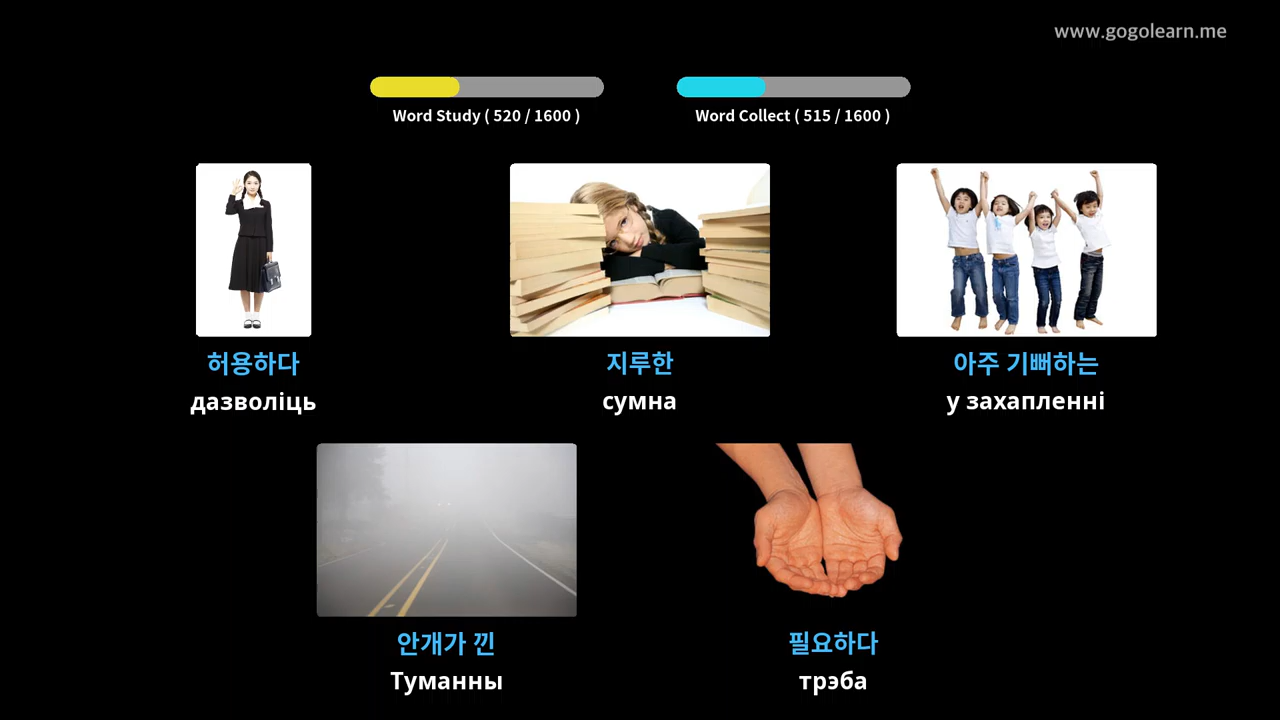 www.gogolearn.me
Word Study ( 520 / 1600 )
Word Collect ( 515 / 1600 )
허용하다
дазволіць
지루한
сумна
아주 기뻐하는
у захапленні
안개가 낀
Туманны
필요하다
трэба